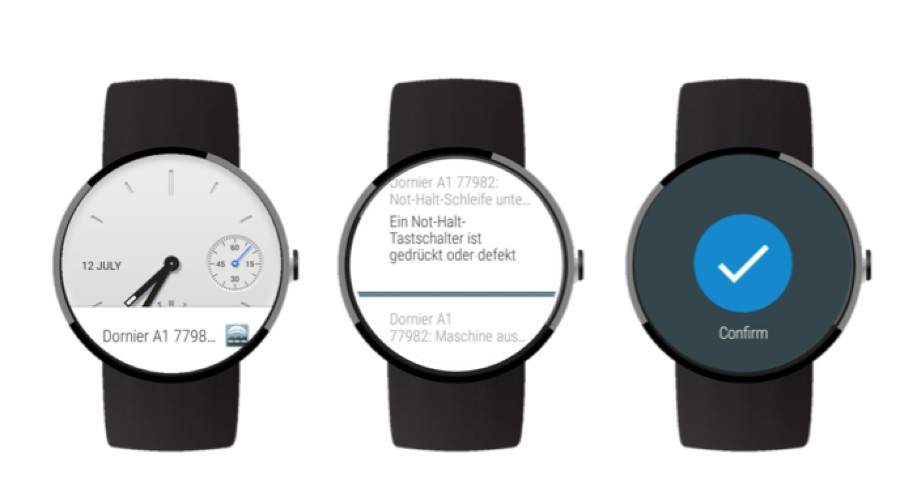 60
45
15
30
12 JULY
Dornier A1 7798...
Dornier A1 77982:
Not-Halt-Schleife unte...
Ein Not-Halt-
Tastschalter ist
gedrückt oder defekt
Dornier A1
77982: Maschine aus...
Confirm